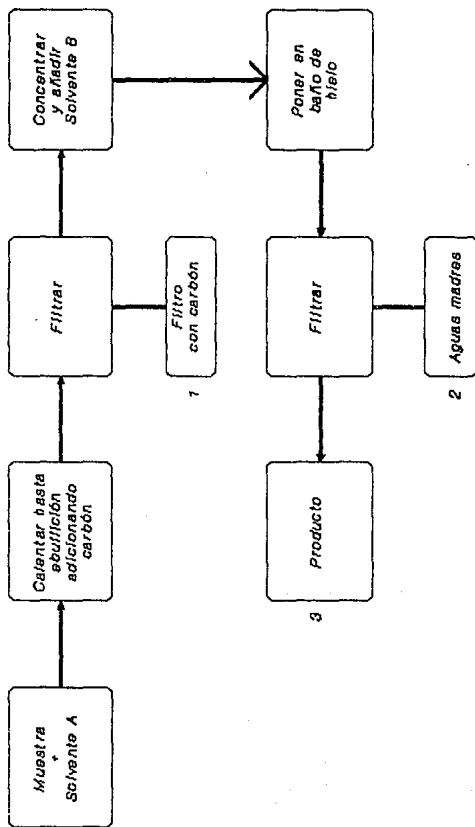 Muestra
+
Solvente A
Calentar hasta
ebullición
adicionando
carbón
Filtrar
Filtro
con carbón
1
Concentrar
y añadir
Solvente B
Poner en
baño de
hielo
Filtrar
Aguas madres
2
Producto
3